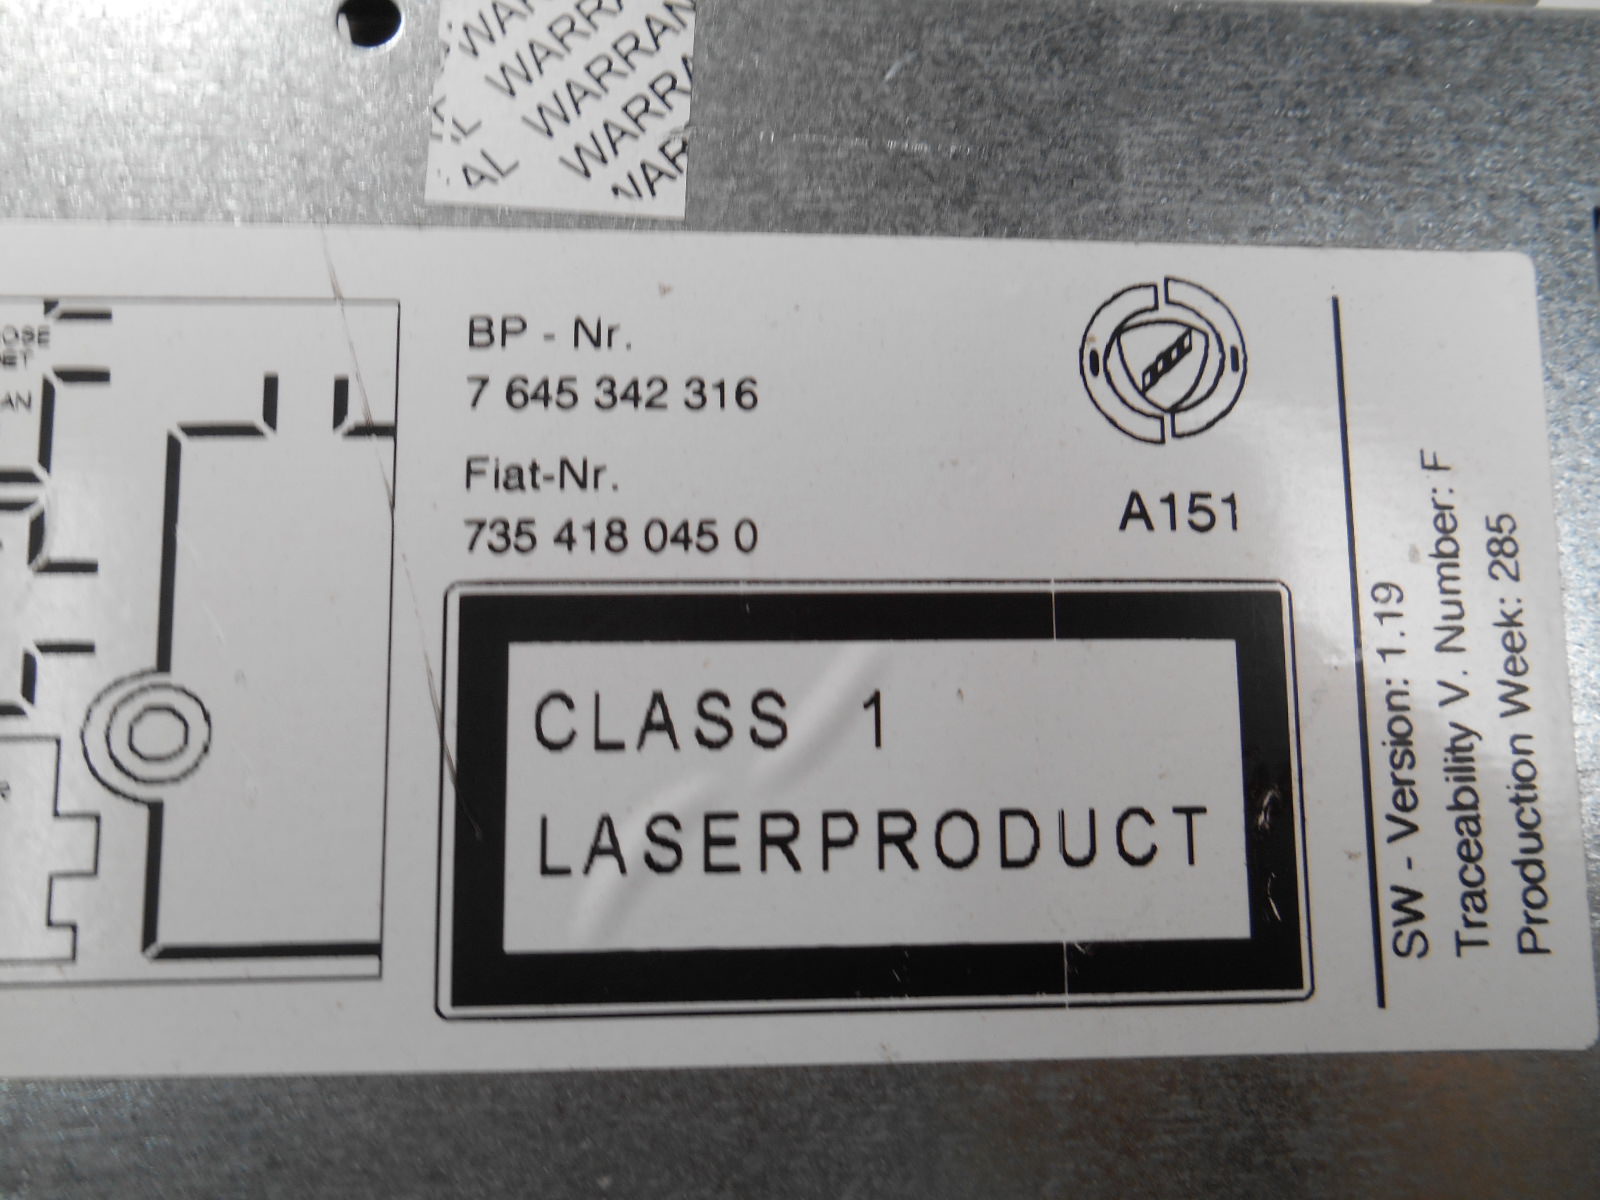 WARRA
WARRAN
WARRA
AL
BP - Nr.
7 645 342 316
Fiat-Nr.
735 418 045 0
A151
CLASS 1
LASERPRODUCT
SW - Version: 1.19
Traceability V. Number: F
Production Week: 285